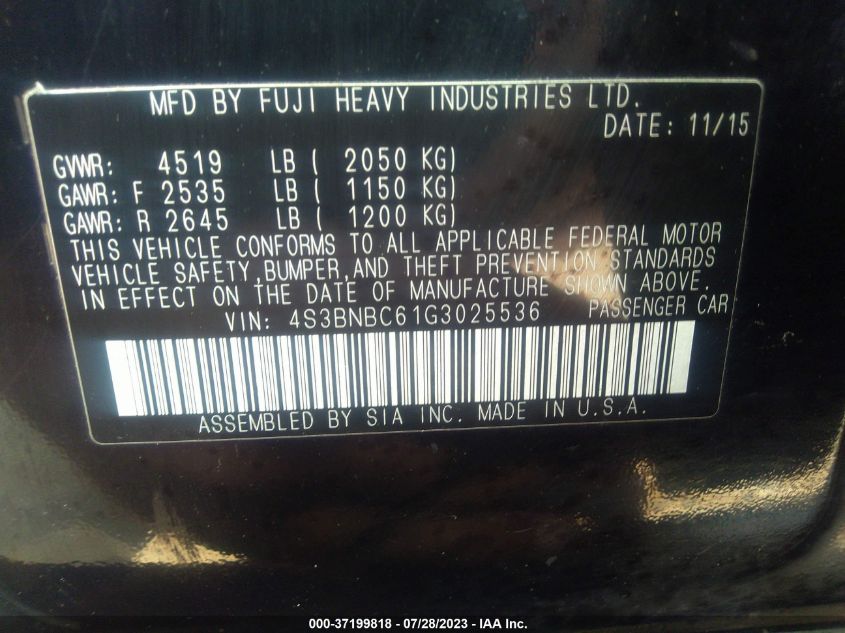 MFD BY FUJI HEAVY INDUSTRIES LTD.
DATE: 11/15
GVWR: 4519 LB ( 2050 KG)
GAWR: F 2535 LB ( 1150 KG)
GAWR: R 2645 LB ( 1200 KG)
THIS VEHICLE CONFORMS TO ALL APPLICABLE FEDERAL MOTOR
VEHICLE SAFETY,BUMPER,AND THEFT PREVENTION STANDARDS
IN EFFECT ON THE DATE OF MANUFACTURE SHOWN ABOVE.
VIN: 4S3BNBC61G3025536 PASSENGER CAR
ASSEMBLED BY SIA INC. MADE IN U.S.A.
000-37199818 - 07/28/2023 - IAA Inc.